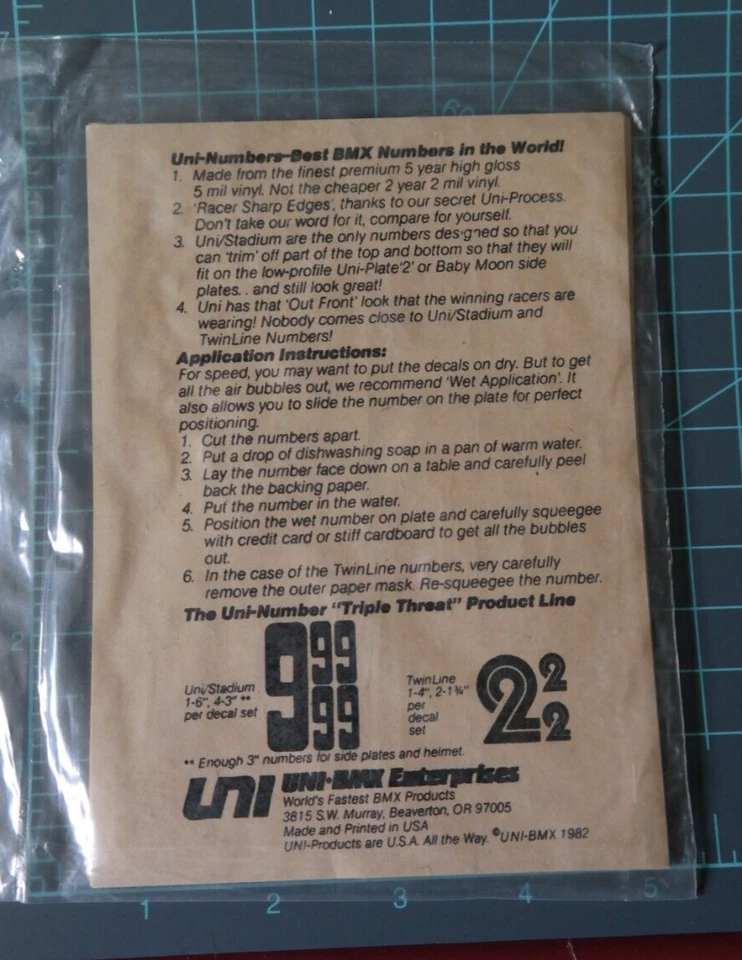 Uni-Numbers-Best BMX Numbers in the World!
1. Made from the finest premium 5 year high gloss
5 mil vinyl. Not the cheaper 2 year 2 mil vinyl.
2. 'Racer Sharp Edges', thanks to our secret Uni-Process.
Don't take our word for it, compare for yourself.
3. Uni/Stadium are the only numbers designed so that you
can 'trim' off part of the top and bottom so that they will
fit on the low-profile Uni-Plate'2' or Baby Moon side
plates. . and still look great!
4. Uni has that 'Out Front' look that the winning racers are
wearing! Nobody comes close to Uni/Stadium and
TwinLine Numbers!
Application Instructions:
For speed, you may want to put the decals on dry. But to get
all the air bubbles out, we recommend 'Wet Application'. It
also allows you to slide the number on the plate for perfect
positioning.
1. Cut the numbers apart.
2. Put a drop of dishwashing soap in a pan of warm water.
3. Lay the number face down on a table and carefully peel
back the backing paper.
4. Put the number in the water.
5. Position the wet number on plate and carefully squeegee
with credit card or stiff cardboard to get all the bubbles
out.
6. In the case of the TwinLine numbers, very carefully
remove the outer paper mask. Re-squeegee the number.
The Uni-Number "Triple Threat" Product Line
Uni/Stadium
1-6", 4-3" **
per decal set
9 99
99
TwinLine
1-4", 2-1¾"
per
decal
set
2 2
2
** Enough 3" numbers for side plates and helmet.
uni UNI-BMX Enterprises
World's Fastest BMX Products
3815 S.W. Murray, Beaverton, OR 97005
Made and Printed in USA
UNI-Products are U.S.A. All the Way. ©UNI-BMX 1982
1 2 3 4 5